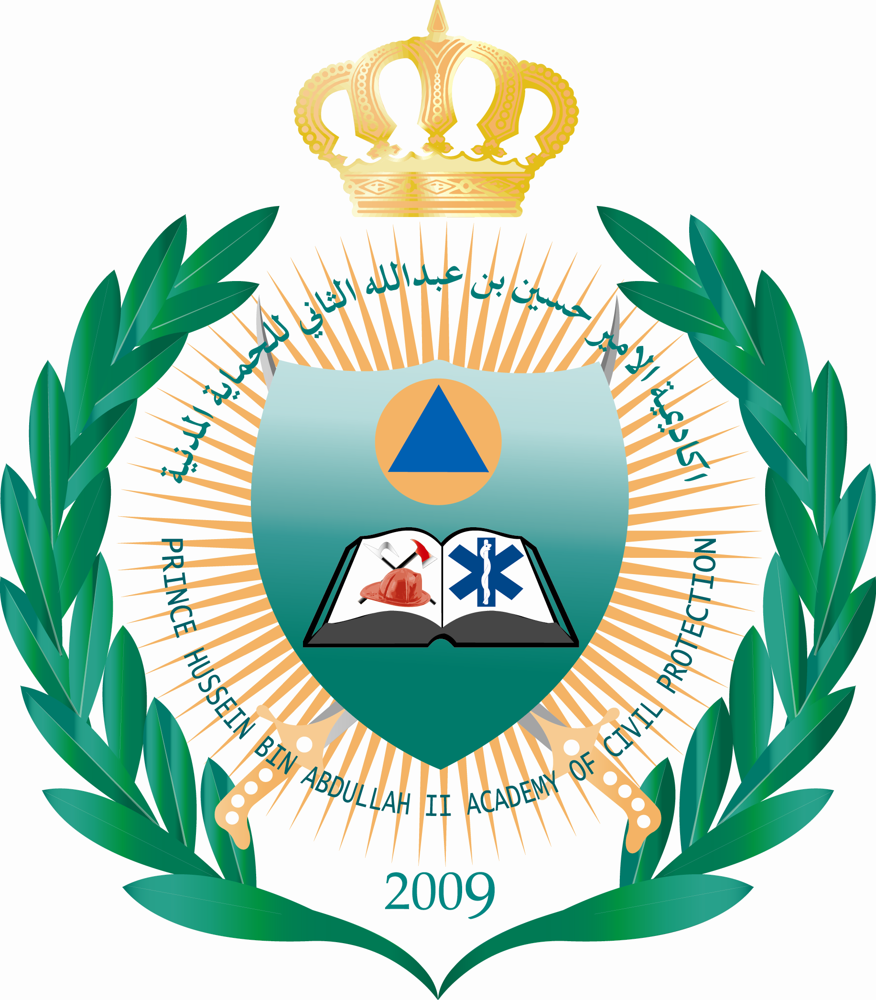 اكاديمية الامير حسين بن عبدالله الثاني للحماية المدنية
PRINCE HUSSEIN BIN ABDULLAH II ACADEMY OF CIVIL PROTECTION
2009